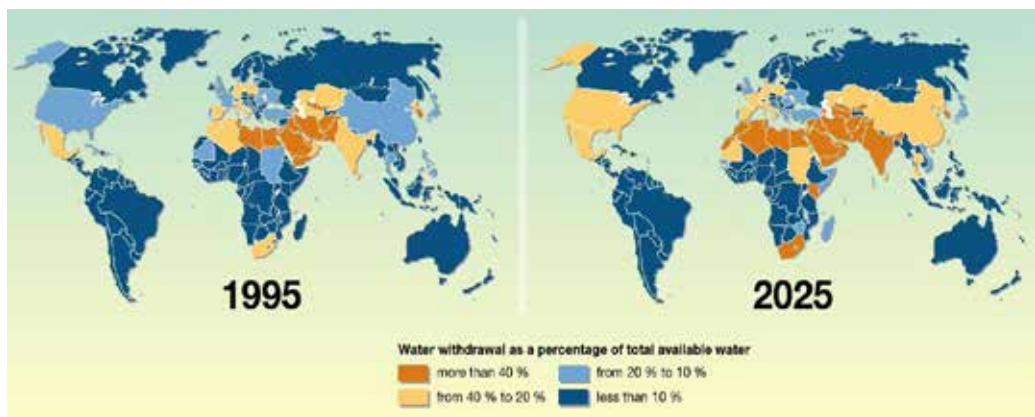 1995
2025
Water withdrawal as a percentage of total available water
more than 40 %
from 20 % to 10 %
from 40 % to 20 %
less than 10 %